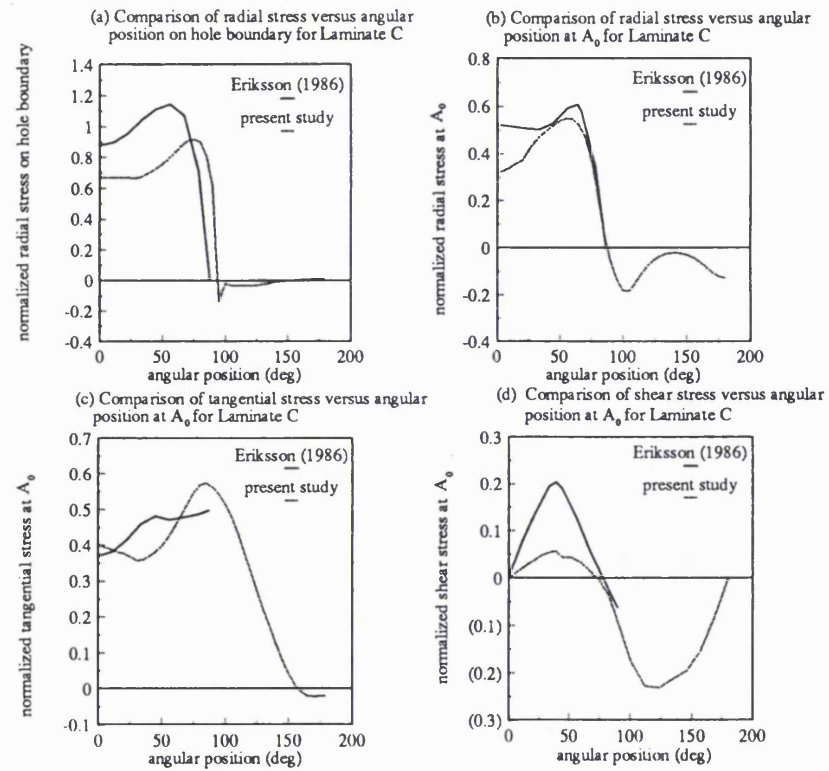 (a) Comparison of radial stress versus angular
position on hole boundary for Laminate C
normalized radial stress on hole boundary
1.4
1.2
1
0.8
0.6
0.4
0.2
0
-0.2
-0.4
Eriksson (1986)
present study
0 50 100 150 200
angular position (deg)
(b) Comparison of radial stress versus angular
position at A₀ for Laminate C
normalized radial stress at A₀
0.8
0.6
0.4
0.2
0
-0.2
-0.4
Eriksson (1986)
present study
0 50 100 150 200
angular position (deg)
(c) Comparison of tangential stress versus angular
position at A₀ for Laminate C
normalized tangential stress at A₀
0.7
0.6
0.5
0.4
0.3
0.2
0.1
0
-0.1
Eriksson (1986)
present study
0 50 100 150 200
angular position (deg)
(d) Comparison of shear stress versus angular
position at A₀ for Laminate C
normalized shear stress at A₀
0.3
0.2
0.1
0
(0.1)
(0.2)
(0.3)
Eriksson (1986)
present study
0 50 100 150 200
angular position (deg)